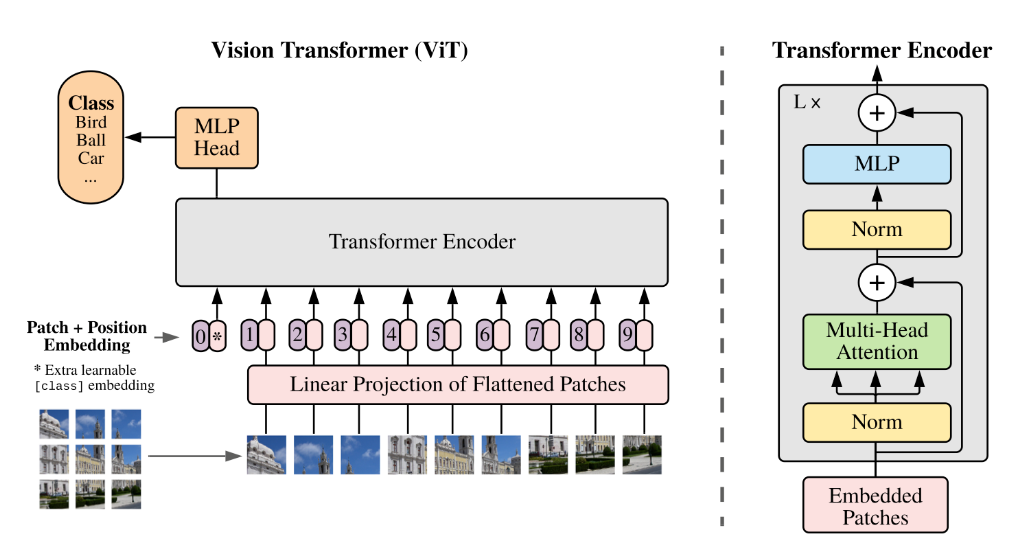 Vision Transformer (ViT)
Class
Bird
Ball
Car
...
MLP
Head
Transformer Encoder
Patch + Position
Embedding
0 * 1 2 3 4 5 6 7 8 9
* Extra learnable
[class] embedding
Linear Projection of Flattened Patches
Transformer Encoder
L x
+
MLP
Norm
+
Multi-Head
Attention
Norm
Embedded
Patches